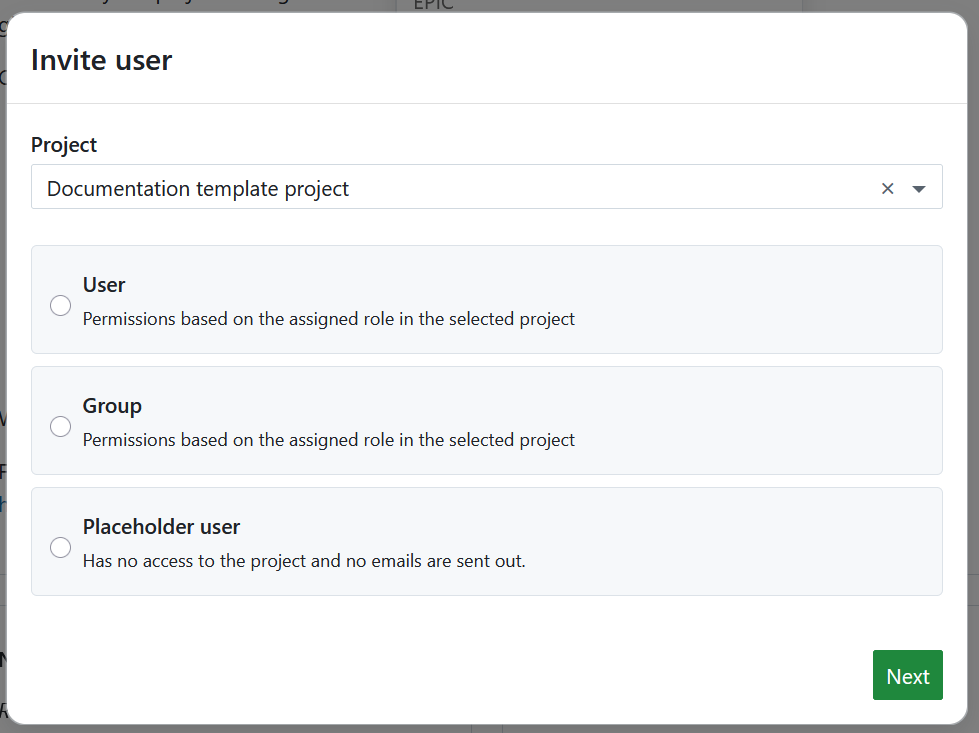 EPIC
Invite user
Project
Documentation template project
User
Permissions based on the assigned role in the selected project
Group
Permissions based on the assigned role in the selected project
Placeholder user
Has no access to the project and no emails are sent out.
Next